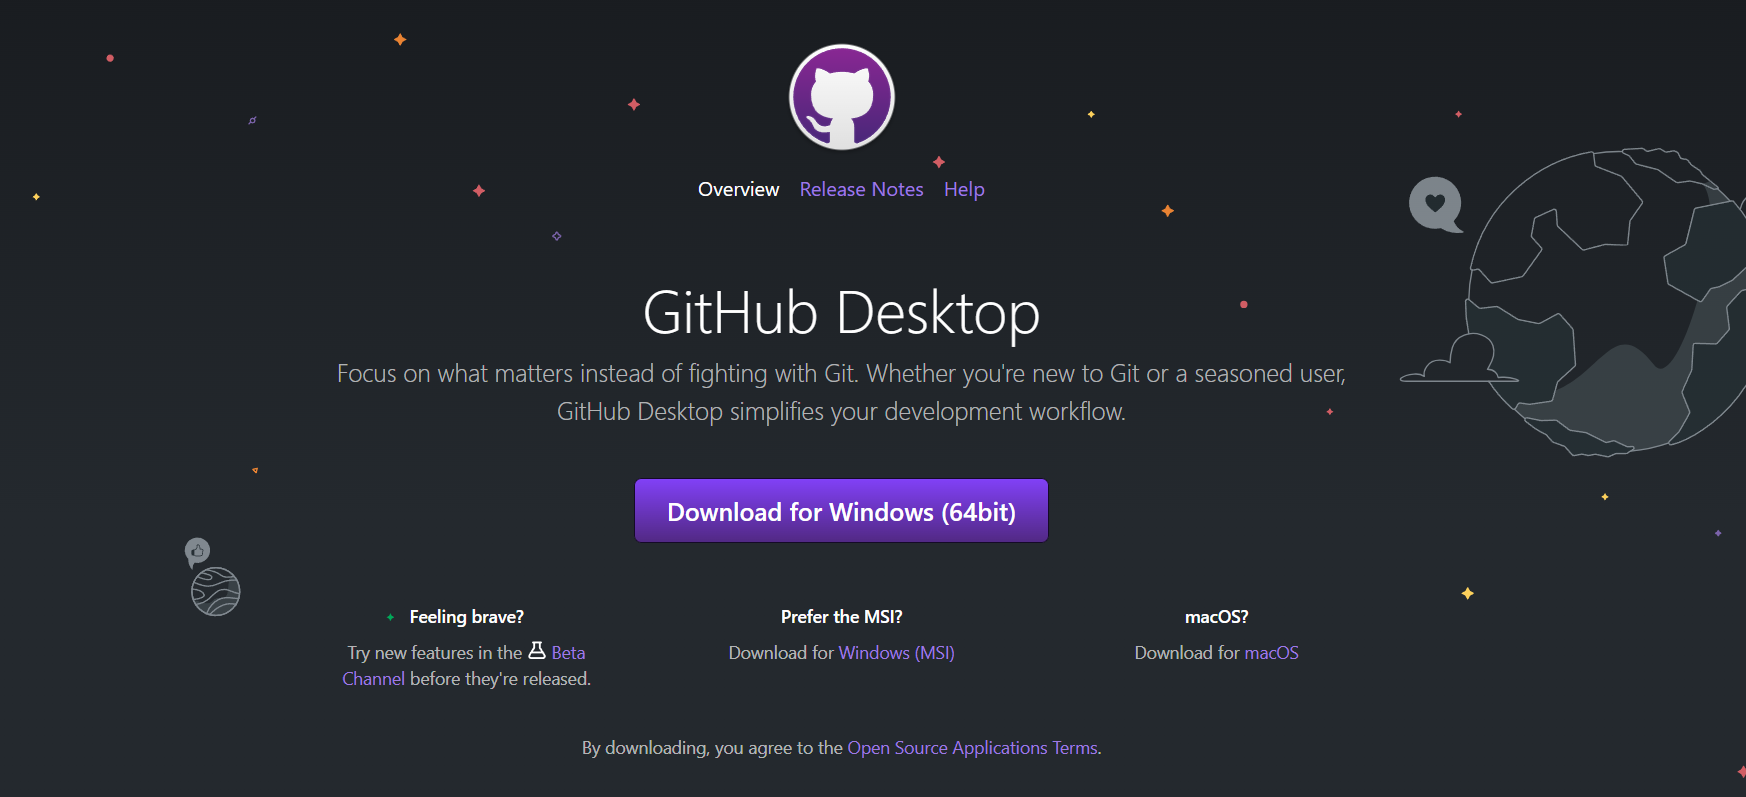 Overview Release Notes Help
GitHub Desktop
Focus on what matters instead of fighting with Git. Whether you're new to Git or a seasoned user,
GitHub Desktop simplifies your development workflow.
Download for Windows (64bit)
Feeling brave?
Try new features in the Beta
Channel before they're released.
Prefer the MSI?
Download for Windows (MSI)
macOS?
Download for macOS
By downloading, you agree to the Open Source Applications Terms.